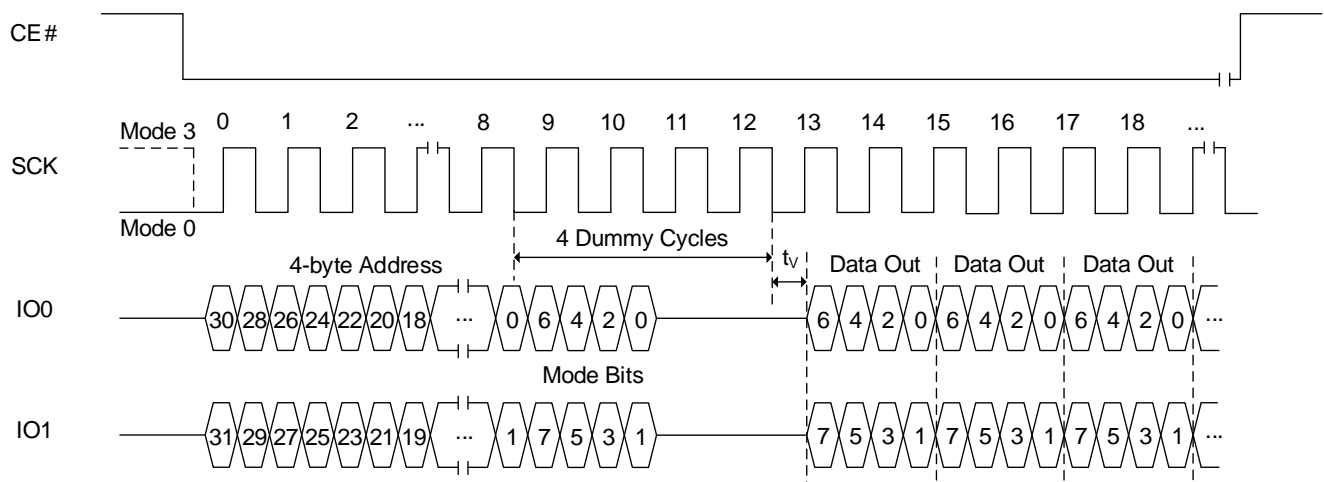 CE#
0 1 2 ... 8 9 10 11 12 13 14 15 16 17 18 ...
Mode 3
SCK
Mode 0
4 Dummy Cycles
4-byte Address
tV
Data Out Data Out Data Out
IO0
30 28 26 24 22 20 18 ... 0 6 4 2 0 6 4 2 0 6 4 2 0 6 4 2 0 ...
Mode Bits
IO1
31 29 27 25 23 21 19 ... 1 7 5 3 1 7 5 3 1 7 5 3 1 7 5 3 1 ...